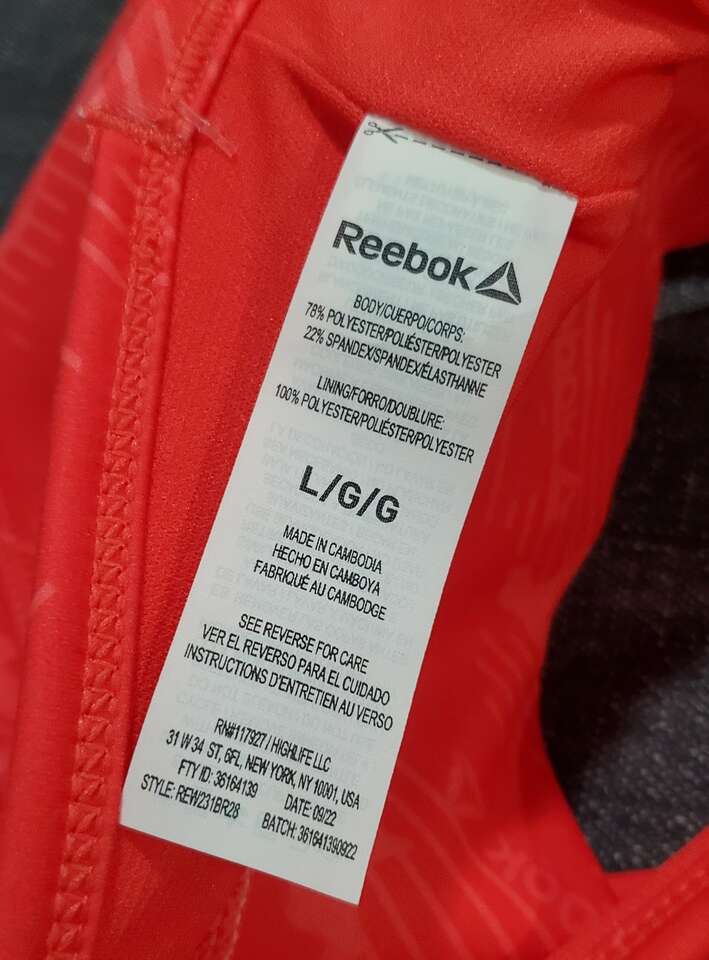 Reebok
BODY/CUERPO/CORPS:
78% POLYESTER/POLIÉSTER/POLYESTER
22% SPANDEX/SPANDEX/ÉLASTHANNE
LINING/FORRO/DOUBLURE:
100% POLYESTER/POLIÉSTER/POLYESTER
L/G/G
MADE IN CAMBODIA
HECHO EN CAMBOYA
FABRIQUÉ AU CAMBODGE
SEE REVERSE FOR CARE
VER EL REVERSO PARA EL CUIDADO
INSTRUCTIONS D'ENTRETIEN AU VERSO
RN#117927 / HIGHLIFE LLC
31 W 34 ST, 6FL, NEW YORK, NY 10001, USA
FTY ID: 36164139 DATE: 09/22
STYLE: REW231BR28 BATCH: 361641390922